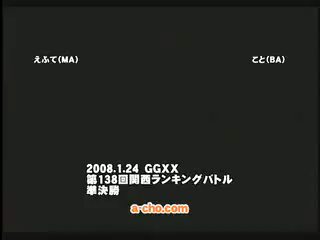 えふて(MA)
こと(BA)
2008.1.24 GGXX
第138回関西ランキングバトル
準決勝
a-cho.com